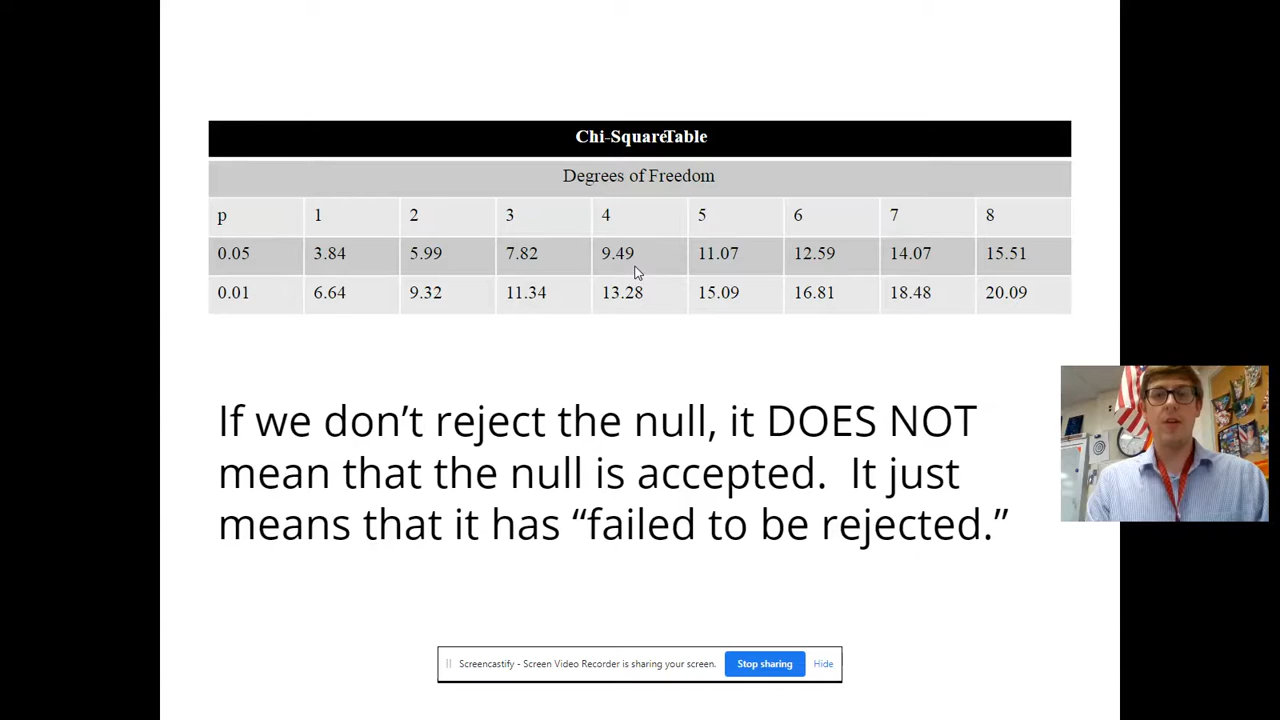 Chi-SquareTable
Degrees of Freedom
p 1 2 3 4 5 6 7 8
0.05 3.84 5.99 7.82 9.49 11.07 12.59 14.07 15.51
0.01 6.64 9.32 11.34 13.28 15.09 16.81 18.48 20.09
If we don’t reject the null, it DOES NOT
mean that the null is accepted.  It just
means that it has “failed to be rejected.”
Screencastify - Screen Video Recorder is sharing your screen. Stop sharing Hide